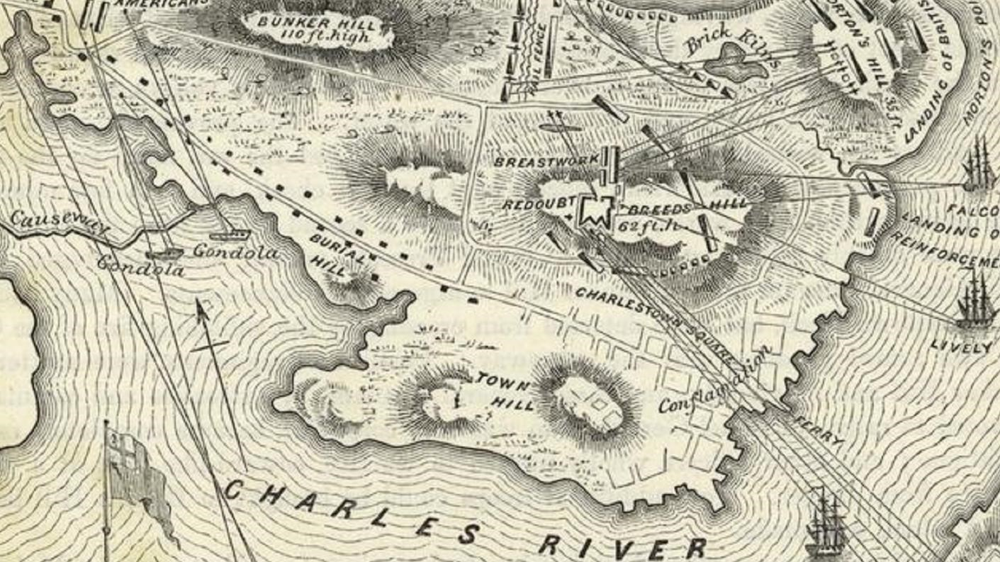 AMERICANS
BUNKER HILL
110 ft. high
RAIL FENCE
Brick Kilns
MORTON'S HILL 35 ft.
LANDING OF BRITIS
MORTON'S POI
BREASTWORK
REDOUBT
BREEDS HILL
62 ft. h.
FALCO
LANDING O
REINFORCEME
Causeway
Gondola
Gondola
BURIAL
HILL
CHARLESTOWN SQUARE
LIVELY
TOWN
HILL
Conflagration
FERRY
CHARLES RIVER